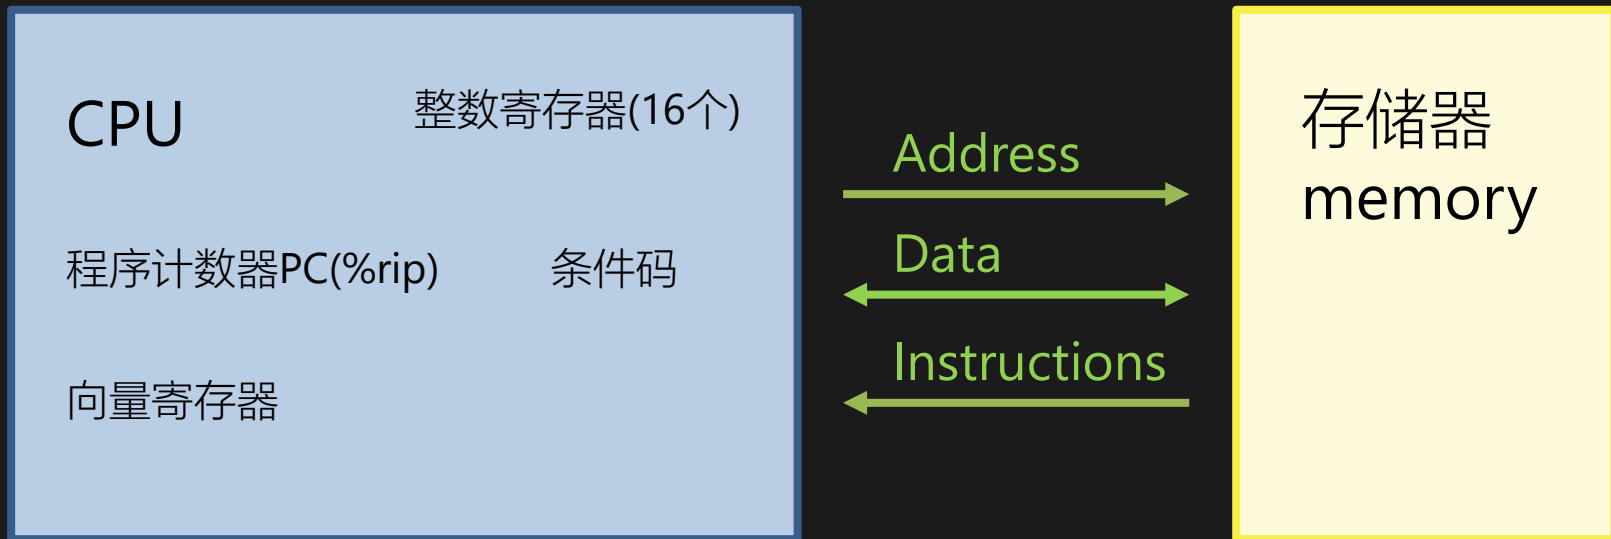 CPU
整数寄存器(16个)
程序计数器PC(%rip)
条件码
向量寄存器
Address
Data
Instructions
存储器
memory